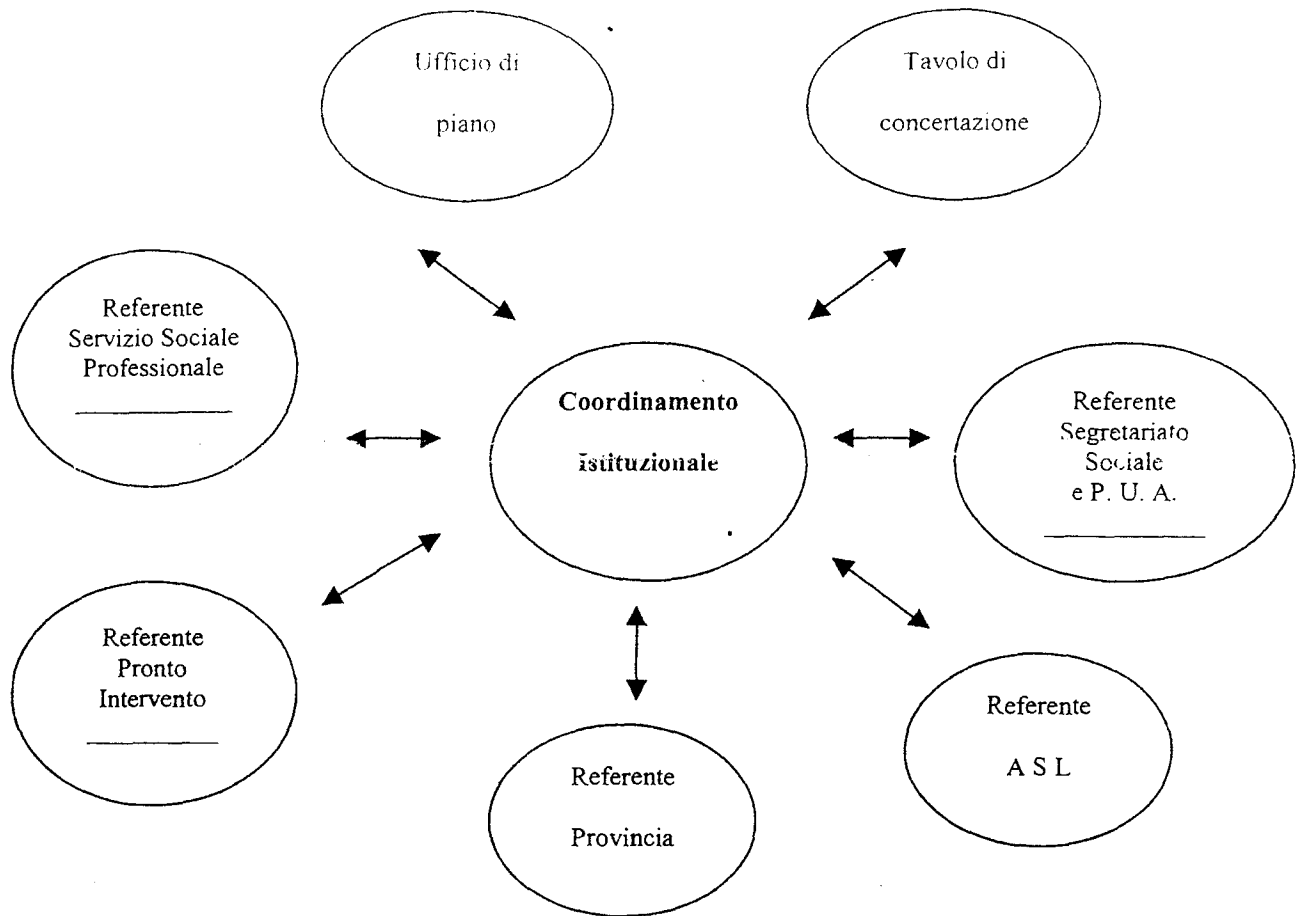 Ufficio di
piano
Tavolo di
concertazione
Referente
Servizio Sociale
Professionale
Coordinamento
Istituzionale
Referente
Segretariato
Sociale
e P. U. A.
Referente
Pronto
Intervento
Referente
Provincia
Referente
A S L